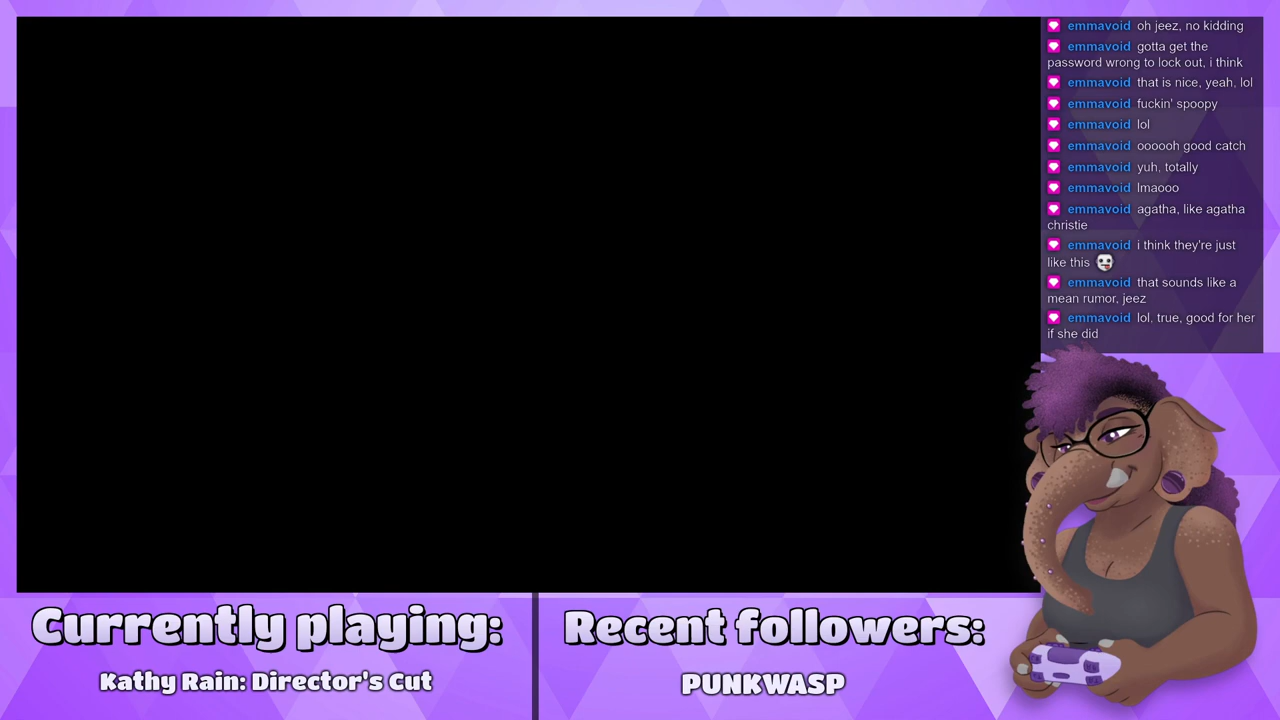 emmavoid oh jeez, no kidding
emmavoid gotta get the
password wrong to lock out, i think
emmavoid that is nice, yeah, lol
emmavoid fuckin' spoopy
emmavoid lol
emmavoid oooooh good catch
emmavoid yuh, totally
emmavoid lmaooo
emmavoid agatha, like agatha
christie
emmavoid i think they're just
like this
emmavoid that sounds like a
mean rumor, jeez
emmavoid lol, true, good for her
if she did
Currently playing:
Kathy Rain: Director's Cut
Recent followers:
PUNKWASP